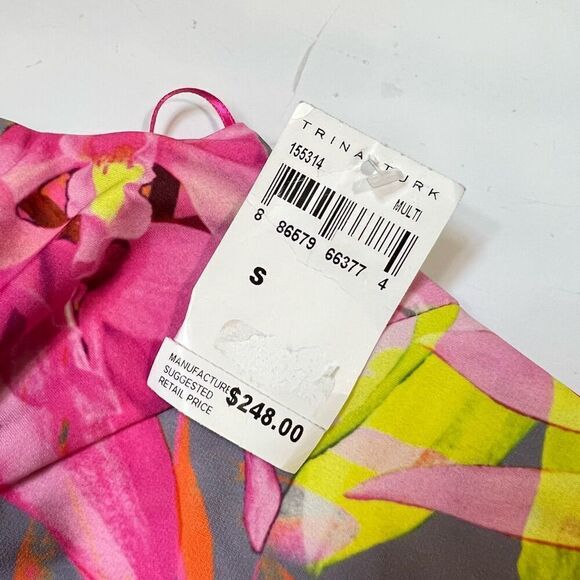 TRINA TURK
155314 MULTI
8 86579 66377 4
S
MANUFACTURE
SUGGESTED
RETAIL PRICE
$248.00